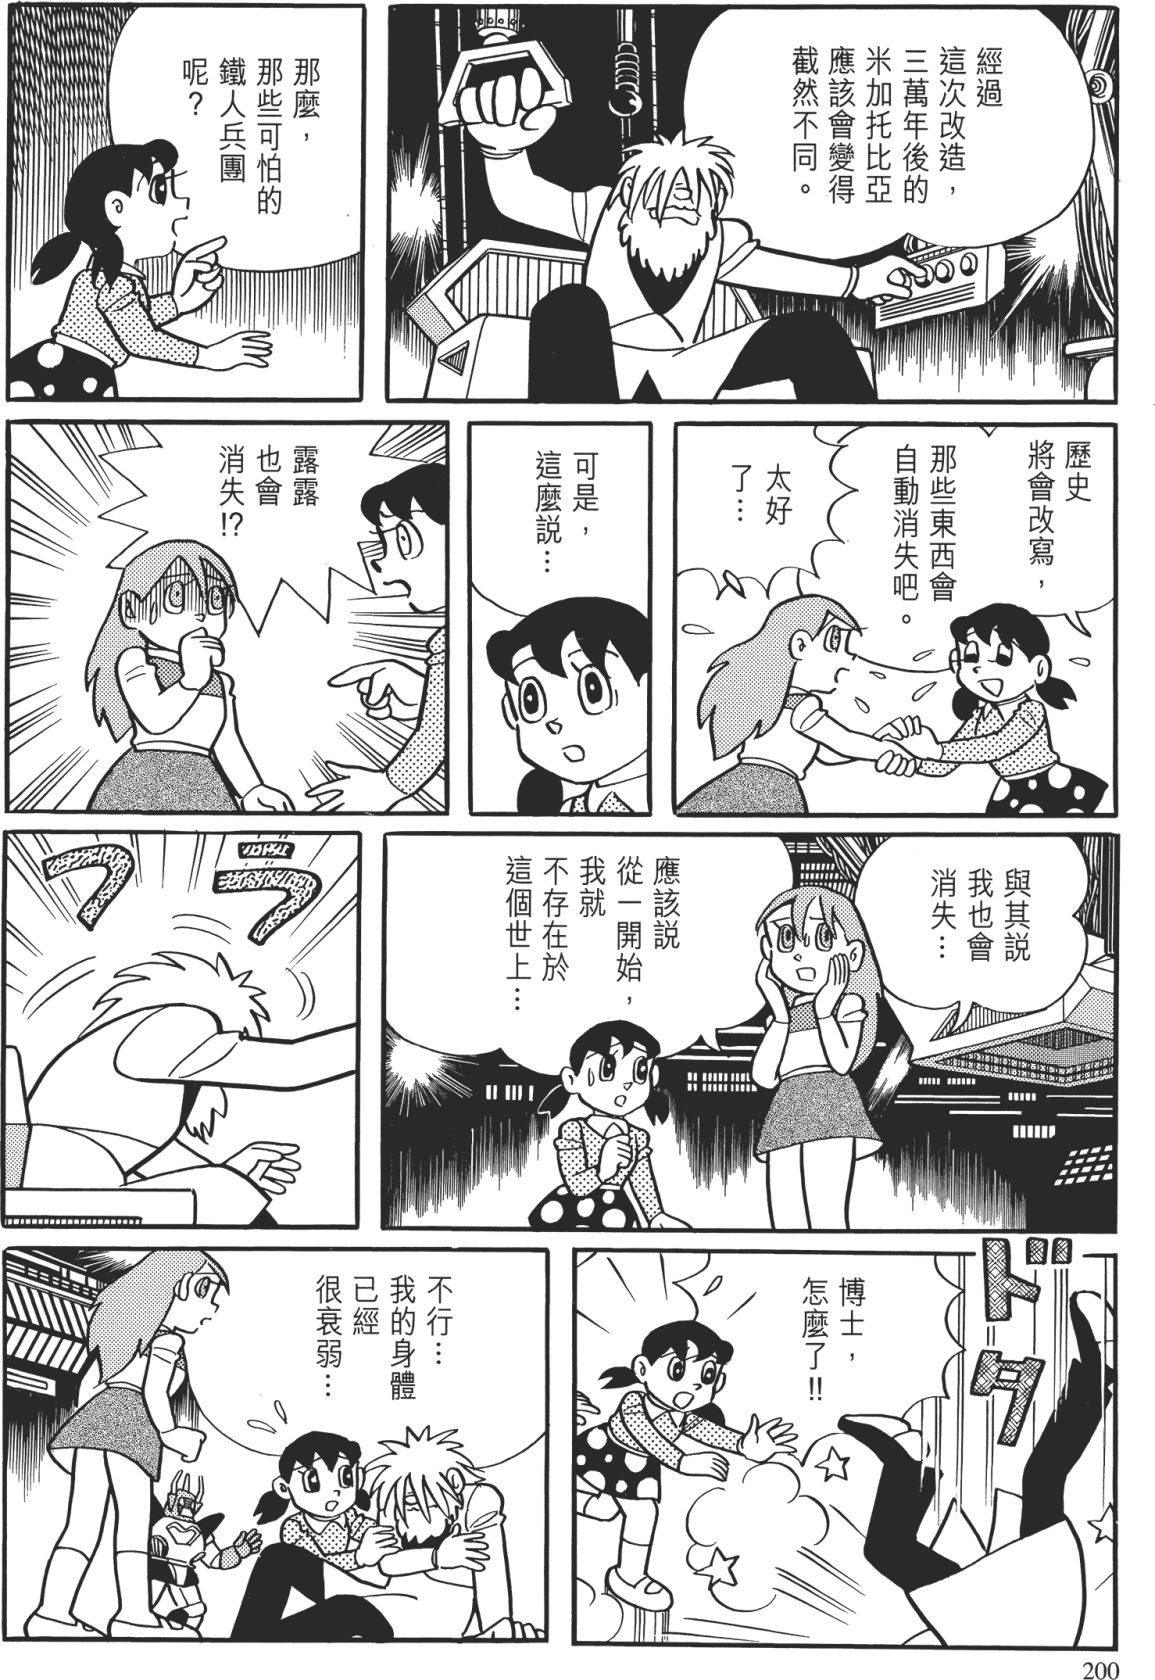 經過
這次改造，
三萬年後的
米加托比亞
應該會變得
截然不同。
那麼，
那些可怕的
鐵人兵團
呢？
歷史
將會改寫，
那些東西會
自動消失吧。
太好
了…
可是，
這麼説…
露露
也會
消失!?
與其説
我也會
消失…
應該説
從一開始，
我就
不存在於
這個世上…
フラ
ドタ
博士，
怎麼了!!
不行…
我的身體
已經
很衰弱…
200